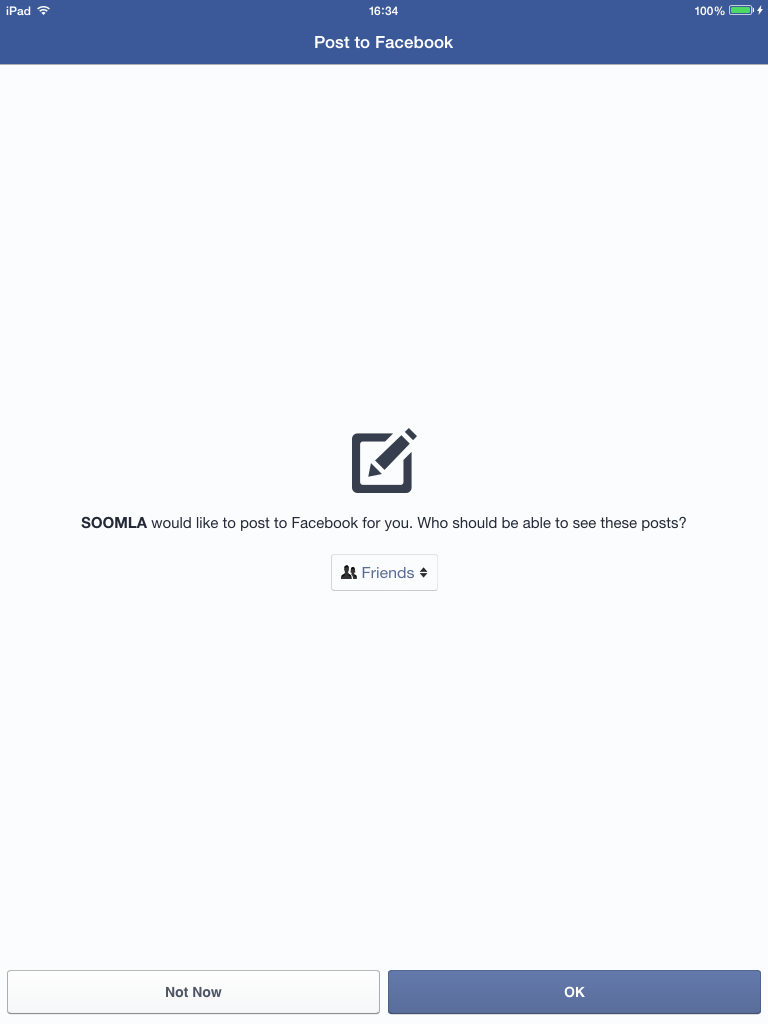 iPad 16:34 100%
Post to Facebook
SOOMLA would like to post to Facebook for you. Who should be able to see these posts?
Friends
Not Now OK